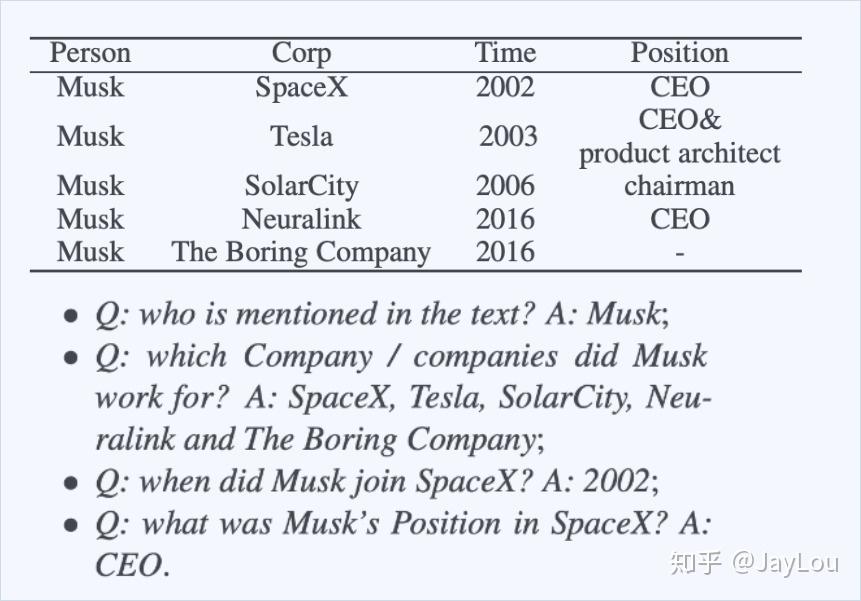 Person Corp Time Position
Musk SpaceX 2002 CEO
Musk Tesla 2003 CEO&
product architect
Musk SolarCity 2006 chairman
Musk Neuralink 2016 CEO
Musk The Boring Company 2016 -
• Q: who is mentioned in the text? A: Musk;
• Q: which Company / companies did Musk
work for? A: SpaceX, Tesla, SolarCity, Neu-
ralink and The Boring Company;
• Q: when did Musk join SpaceX? A: 2002;
• Q: what was Musk's Position in SpaceX? A:
CEO.
知乎 @JayLou